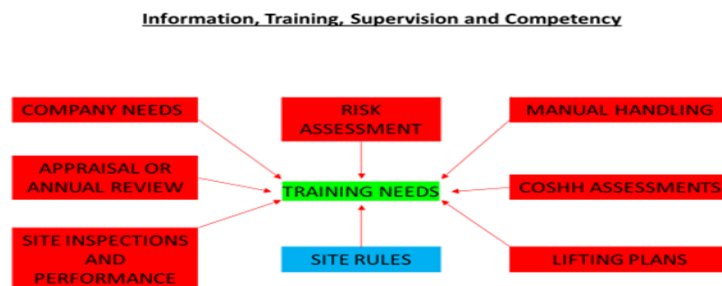 Information, Training, Supervision and Competency
COMPANY NEEDS
RISK
ASSESSMENT
MANUAL HANDLING
APPRAISAL OR
ANNUAL REVIEW
TRAINING NEEDS
COSHH ASSESSMENTS
SITE INSPECTIONS
AND
PERFORMANCE
SITE RULES
LIFTING PLANS